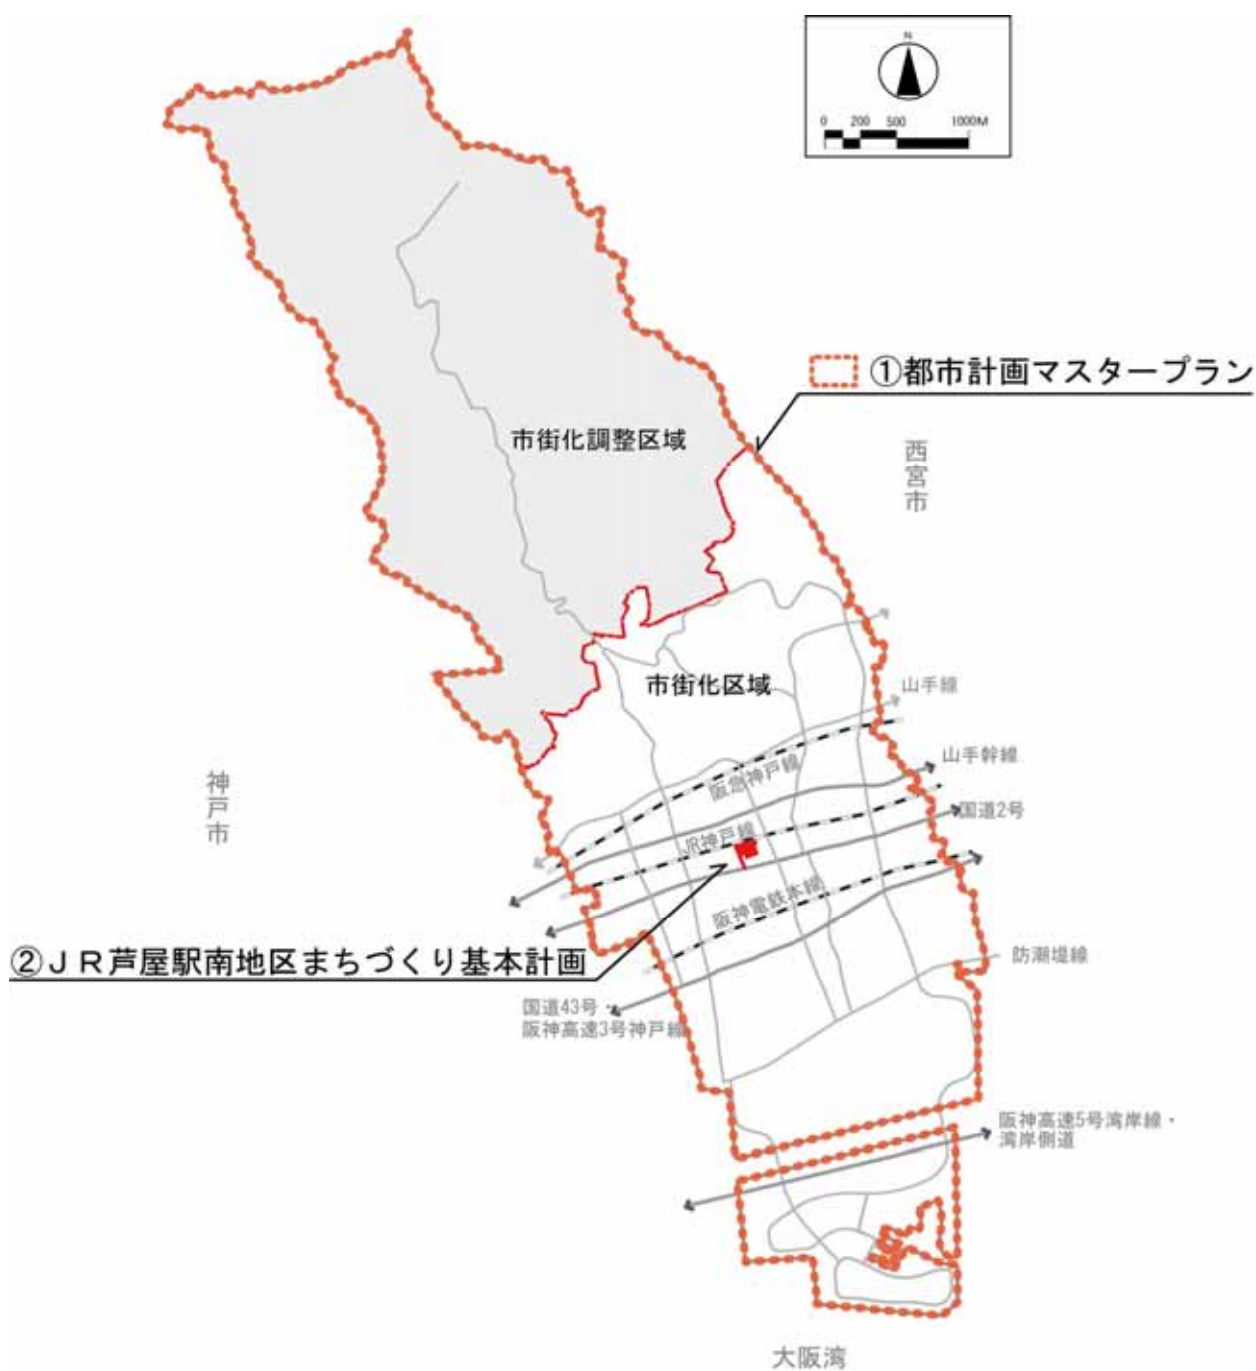 N
0 200 500 1000M
①都市計画マスタープラン
市街化調整区域
西宮市
市街化区域
山手線
山手幹線
神戸市
阪急神戸線
国道2号
JR神戸線
阪神電鉄本線
②JR芦屋駅南地区まちづくり基本計画
防潮堤線
国道43号・
阪神高速3号神戸線
阪神高速5号湾岸線・
湾岸側道
大阪湾